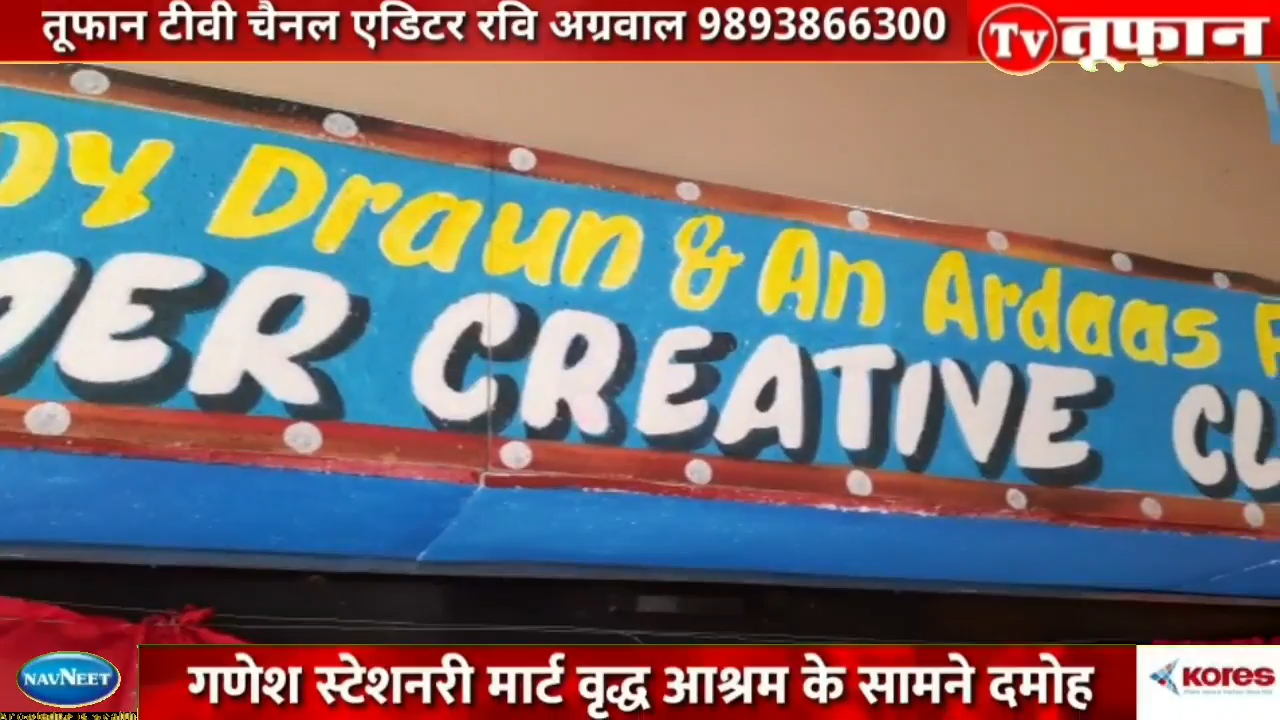 तूफान टीवी चैनल एडिटर रवि अग्रवाल 9893866300
Tv तूफ़ान
Draun & An Ardaas
CREATIVE
NAVNEET
गणेश स्टेशनरी मार्ट वृद्ध आश्रम के सामने दमोह
KORES